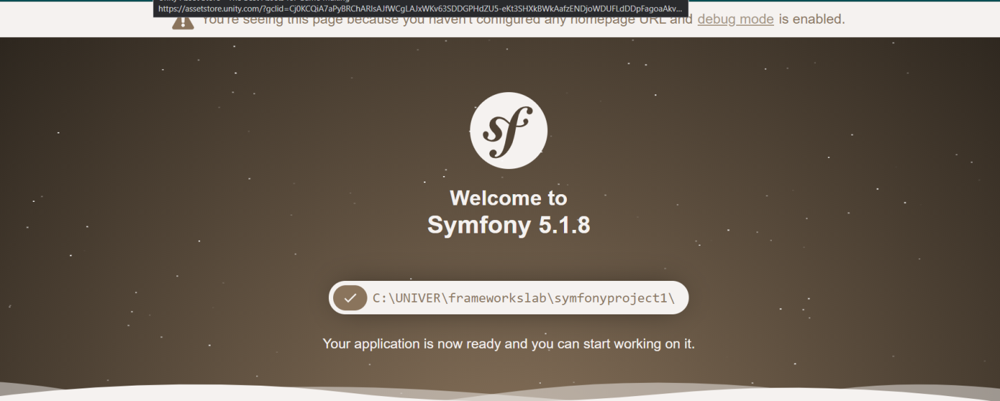 https://assetstore.unity.com/?gclid=Cj0KCQiA7aPyBRChARIsAJfWCgLAJxWKv63SDDGPHdZU5-eKt3SHXkBWkAafzENDjoWDUFLdDDpFagoaAkv...
You're seeing this page because you haven't configured any homepage URL and debug mode is enabled.
sf
Welcome to
Symfony 5.1.8
C:\UNIVER\frameworkslab\symfonyproject1\
Your application is now ready and you can start working on it.